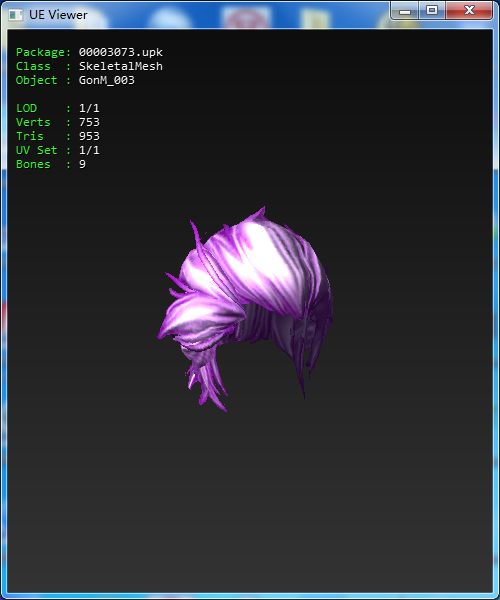 UE Viewer
Package: 00003073.upk
Class : SkeletalMesh
Object : GonM_003
LOD : 1/1
Verts : 753
Tris : 953
UV Set : 1/1
Bones : 9